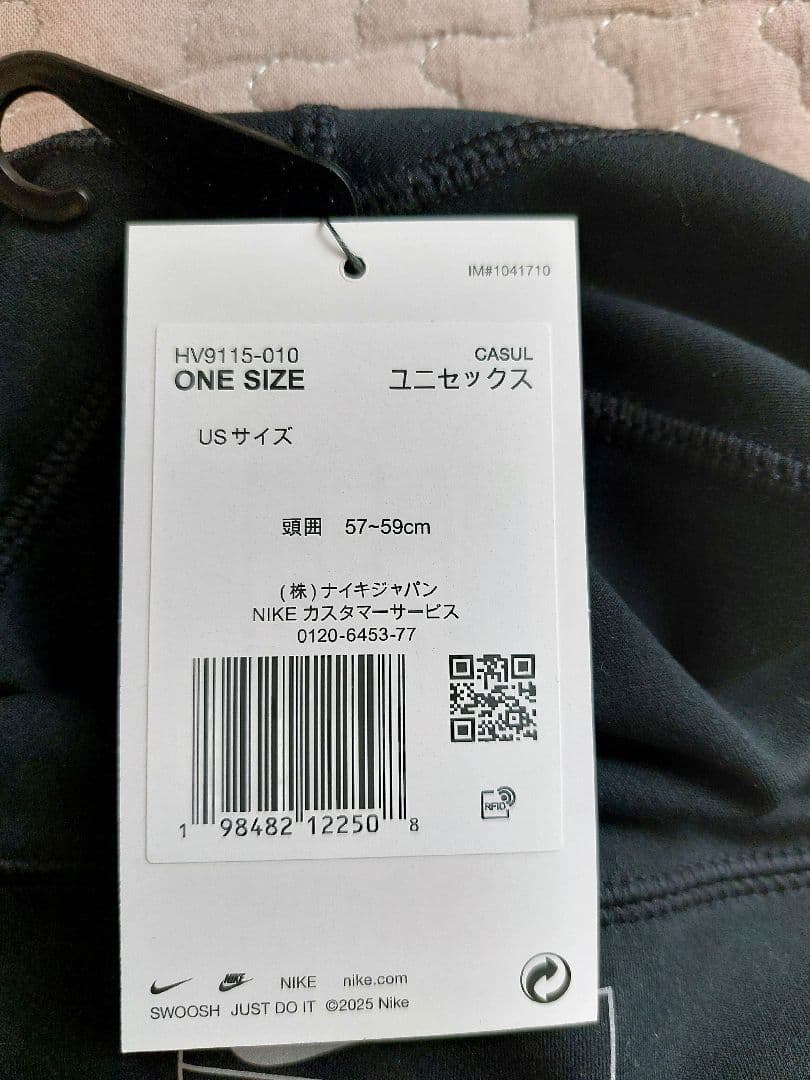 IM#1041710
HV9115-010 CASUL
ONE SIZE ユニセックス
USサイズ
頭囲 57~59cm
(株)ナイキジャパン
NIKE カスタマーサービス
0120-6453-77
RFID
1 98482 12250 8
NIKE NIKE nike.com
SWOOSH JUST DO IT ©2025 Nike